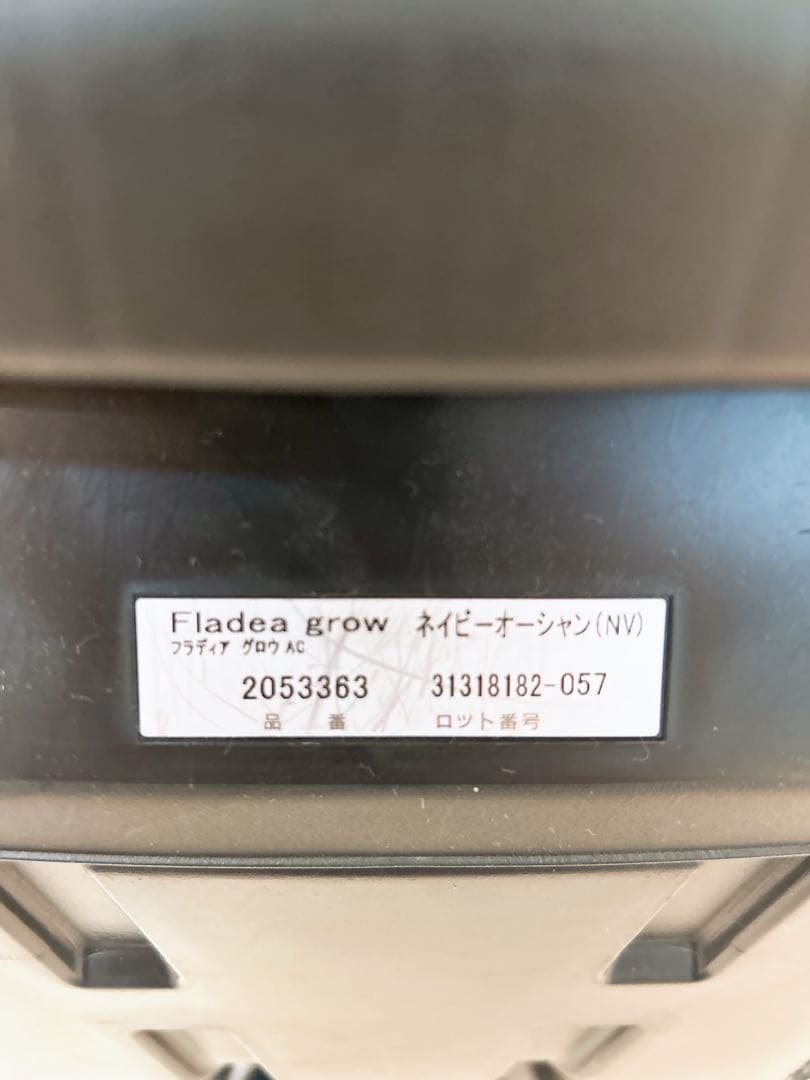 Fladea grow ネイビーオーシャン(NV)
フラディア グロウ AC
2053363 31318182-057
品 番 ロット番号